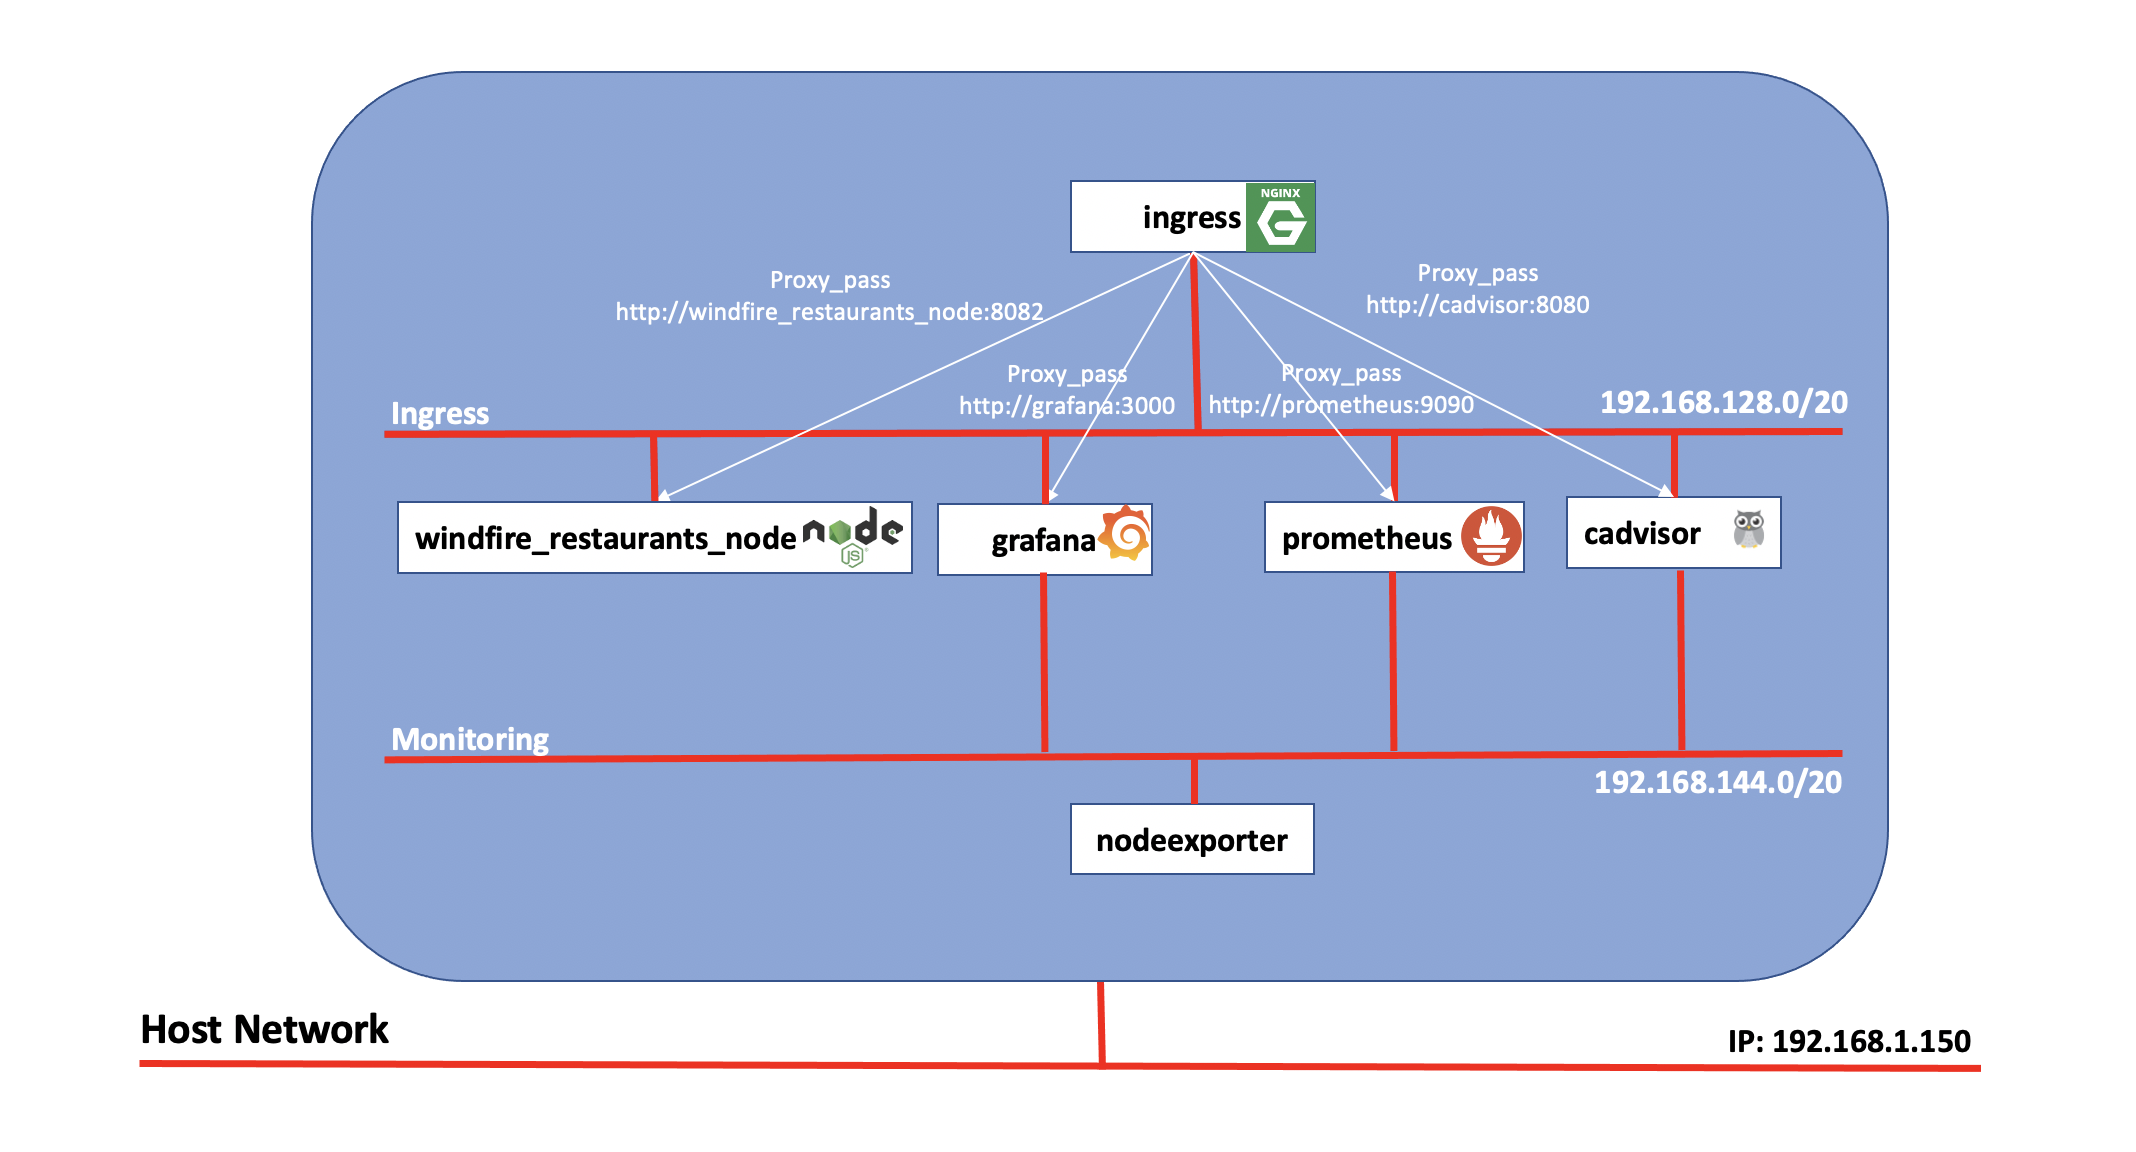 NGINX
ingress
Proxy_pass
http://windfire_restaurants_node:8082
Proxy_pass
http://cadvisor:8080
Proxy_pass
http://grafana:3000
Proxy_pass
http://prometheus:9090
Ingress
192.168.128.0/20
windfire_restaurants_node
node
JS
grafana
prometheus
cadvisor
Monitoring
192.168.144.0/20
nodeexporter
Host Network
IP: 192.168.1.150